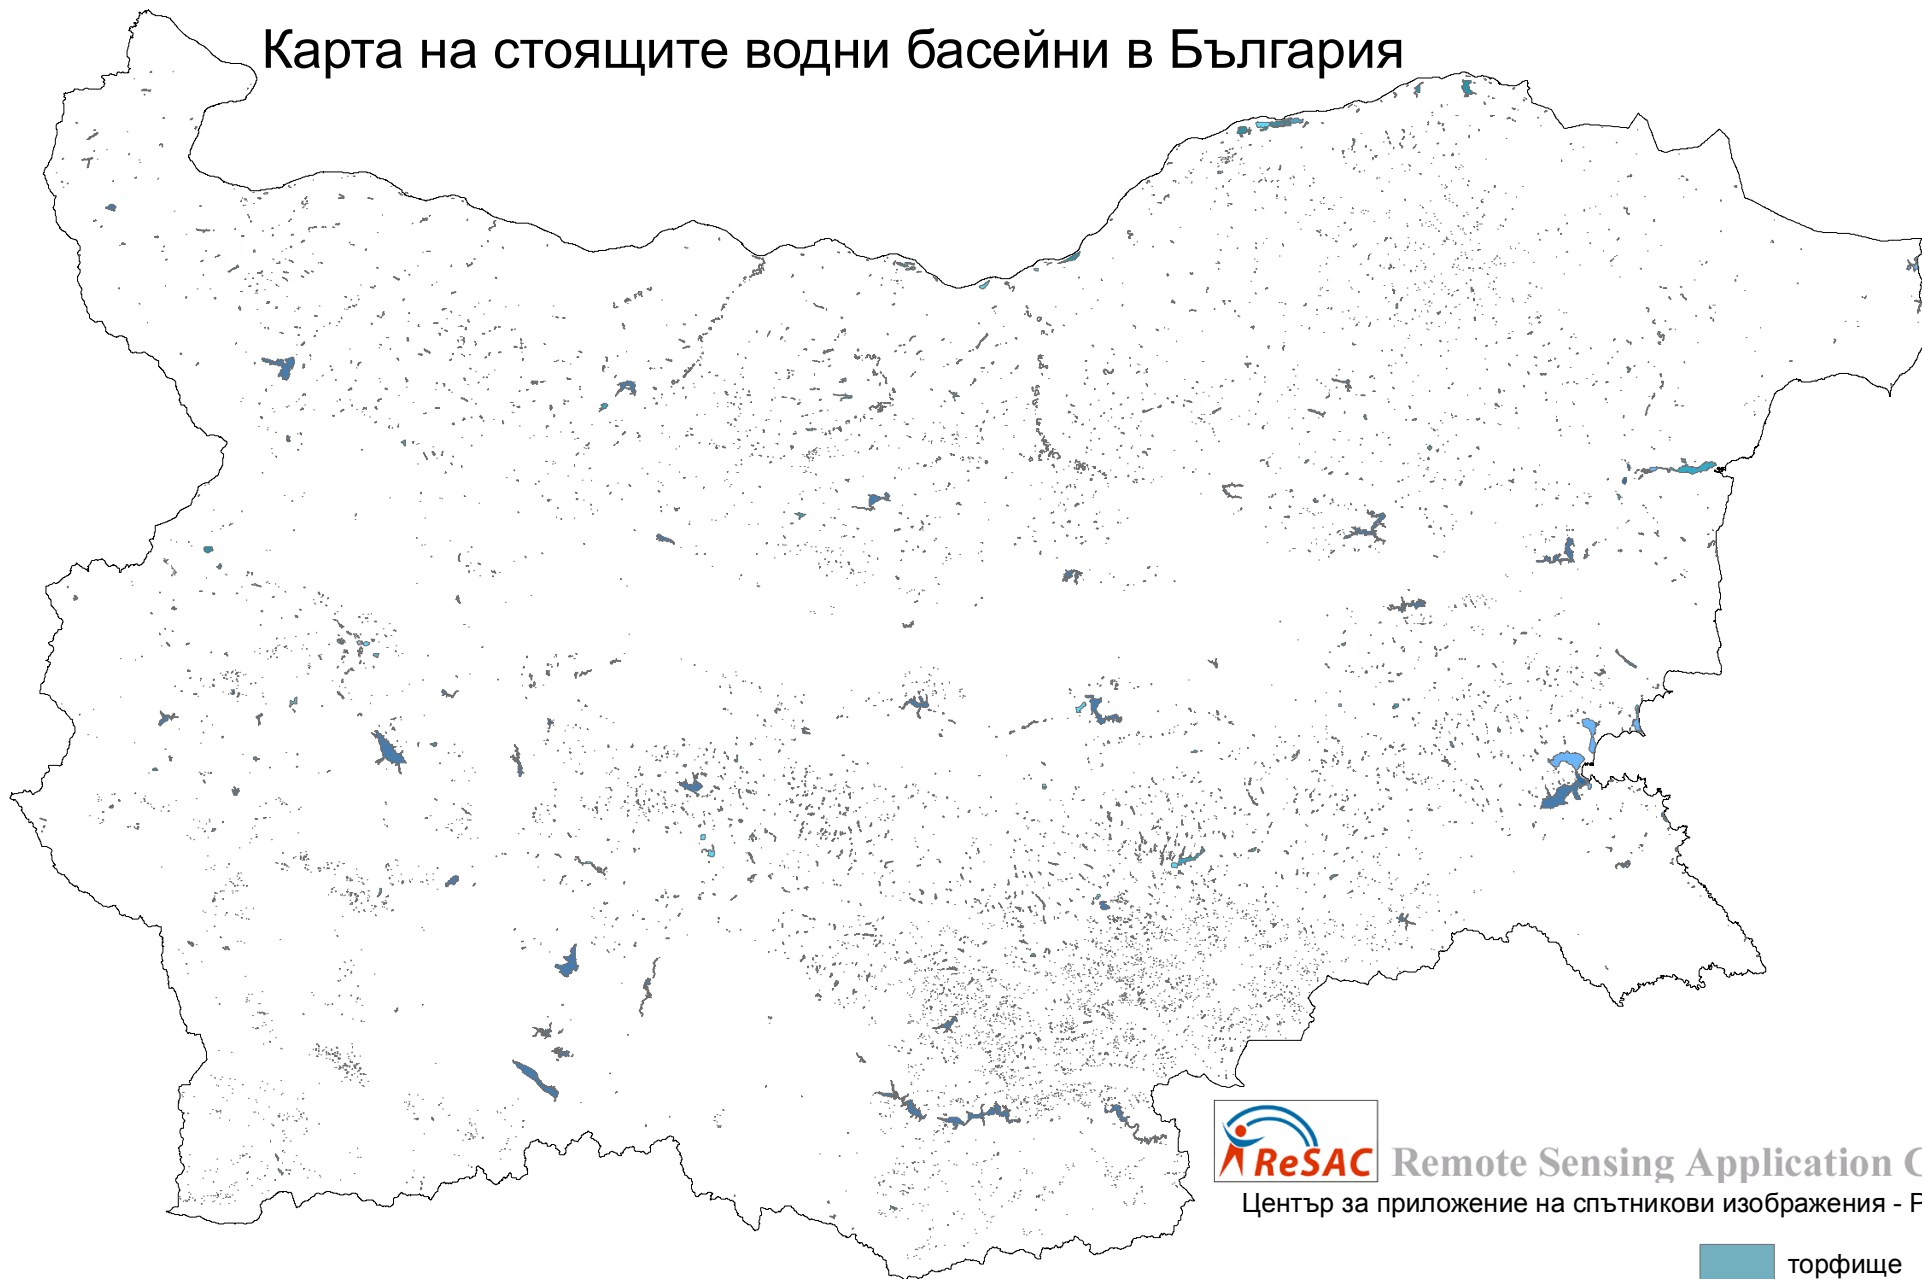 Карта на стоящите водни басейни в България
ReSAC Remote Sensing Application
Център за приложение на спътникови изображения -
торфище